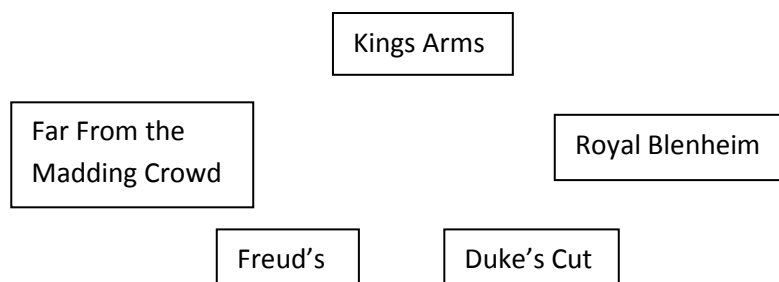 Kings Arms
Far From the
Madding Crowd
Royal Blenheim
Freud’s
Duke’s Cut